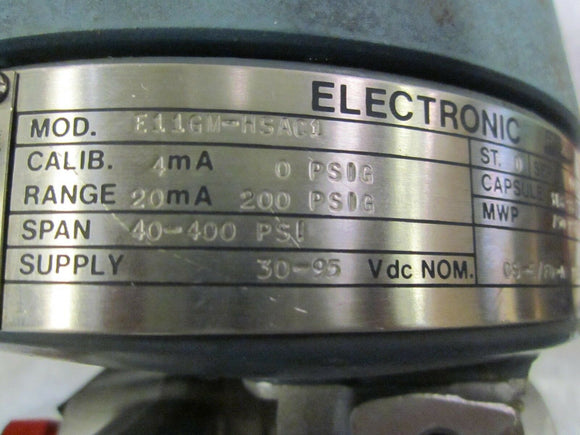 ELECTRONIC
MOD. E11GM-HSAC1
CALIB. 4mA 0 PSIG
RANGE 20mA 200 PSIG
SPAN 40-400 PSI
SUPPLY 30-95 Vdc NOM.
ST.
CAPSULE
MWP